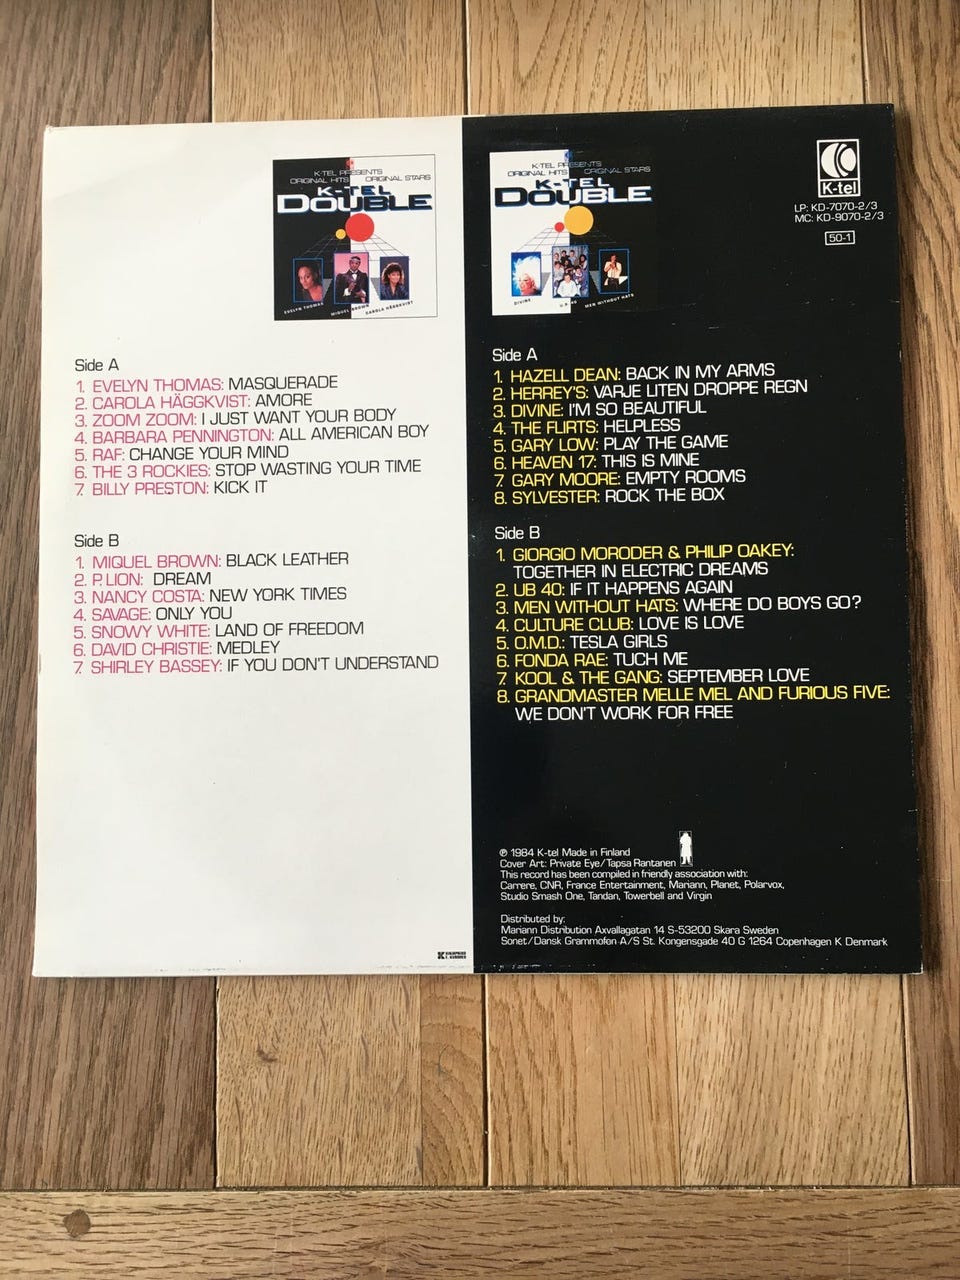 K-TEL PRESENTS
ORIGINAL HITS ORIGINAL STARS
K-TEL
DOUBLE
EVELYN THOMAS
MIQUEL BROWN
CAROLA HÄGGKVIST
Side A
1. EVELYN THOMAS: MASQUERADE
2. CAROLA HÄGGKVIST: AMORE
3. ZOOM ZOOM: I JUST WANT YOUR BODY
4. BARBARA PENNINGTON: ALL AMERICAN BOY
5. RAF: CHANGE YOUR MIND
6. THE 3 ROCKIES: STOP WASTING YOUR TIME
7. BILLY PRESTON: KICK IT
Side B
1. MIQUEL BROWN: BLACK LEATHER
2. P. LION: DREAM
3. NANCY COSTA: NEW YORK TIMES
4. SAVAGE: ONLY YOU
5. SNOWY WHITE: LAND OF FREEDOM
6. DAVID CHRISTIE: MEDLEY
7. SHIRLEY BASSEY: IF YOU DON'T UNDERSTAND
K-TEL PRESENTS
ORIGINAL HITS ORIGINAL STARS
K-TEL
DOUBLE
DIVINE
U.B. 40
MEN WITHOUT HATS
K-tel
LP: KD-7070-2/3
MC: KD-9070-2/3
50-1
Side A
1. HAZELL DEAN: BACK IN MY ARMS
2. HERREY'S: VARJE LITEN DROPPE REGN
3. DIVINE: I'M SO BEAUTIFUL
4. THE FLIRTS: HELPLESS
5. GARY LOW: PLAY THE GAME
6. HEAVEN 17: THIS IS MINE
7. GARY MOORE: EMPTY ROOMS
8. SYLVESTER: ROCK THE BOX
Side B
1. GIORGIO MORODER & PHILIP OAKEY:
TOGETHER IN ELECTRIC DREAMS
2. UB 40: IF IT HAPPENS AGAIN
3. MEN WITHOUT HATS: WHERE DO BOYS GO?
4. CULTURE CLUB: LOVE IS LOVE
5. O.M.D.: TESLA GIRLS
6. FONDA RAE: TUCH ME
7. KOOL & THE GANG: SEPTEMBER LOVE
8. GRANDMASTER MELLE MEL AND FURIOUS FIVE:
WE DON'T WORK FOR FREE
℗ 1984 K-tel Made in Finland
Cover Art: Private Eye/Tapsa Rantanen
This record has been compiled in friendly association with:
Carrere, CNR, France Entertainment, Mariann, Planet, Polarvox,
Studio Smash One, Tandan, Towerbell and Virgin
Distributed by:
Mariann Distribution Axvallagatan 14 S-53200 Skara Sweden
Sonet/Dansk Grammofon A/S St. Kongensgade 40 G 1264 Copenhagen K Denmark